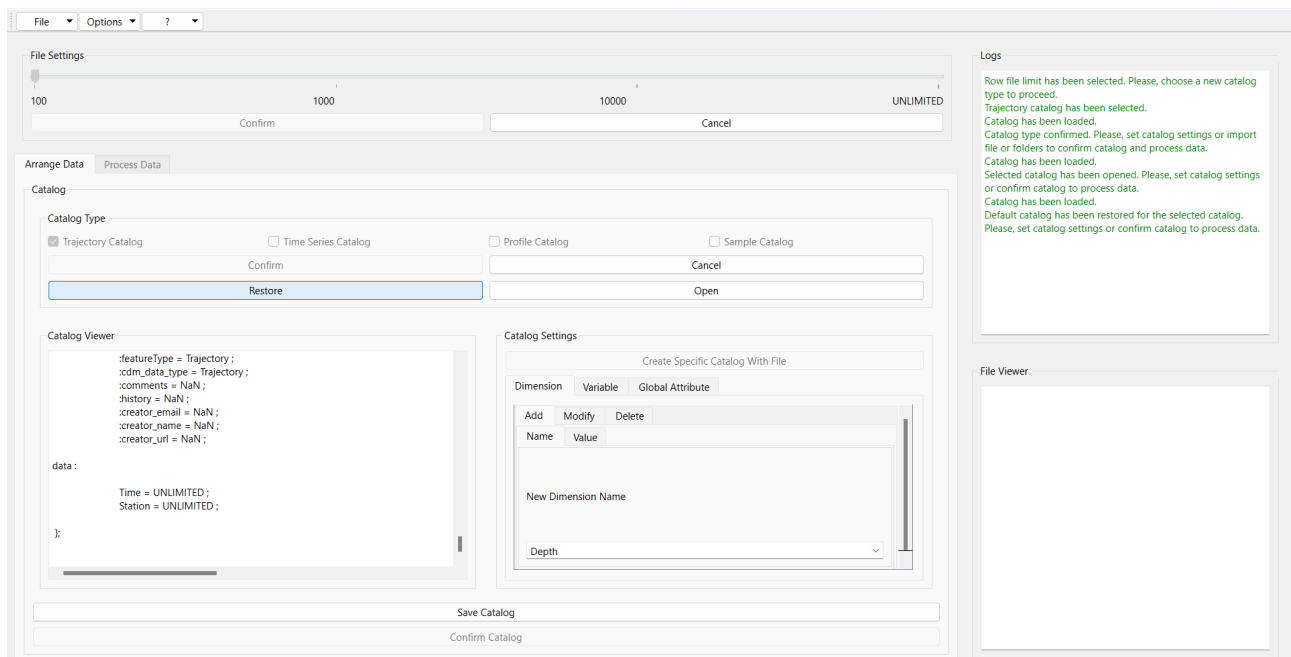 File Options ?
File Settings
100 1000 10000 UNLIMITED
Confirm Cancel
Arrange Data Process Data
Catalog
Catalog Type
Trajectory Catalog Time Series Catalog Profile Catalog Sample Catalog
Confirm Cancel
Restore Open
Catalog Viewer
:featureType = Trajectory ;
:cdm_data_type = Trajectory ;
:comments = NaN ;
:history = NaN ;
:creator_email = NaN ;
:creator_name = NaN ;
:creator_url = NaN ;
data :
Time = UNLIMITED ;
Station = UNLIMITED ;
};
Catalog Settings
Create Specific Catalog With File
Dimension Variable Global Attribute
Add Modify Delete
Name Value
New Dimension Name
Depth
Save Catalog
Confirm Catalog
Logs
Row file limit has been selected. Please, choose a new catalog
type to proceed.
Trajectory catalog has been selected.
Catalog has been loaded.
Catalog type confirmed. Please, set catalog settings or import
file or folders to confirm catalog and process data.
Catalog has been loaded.
Selected catalog has been opened. Please, set catalog settings
or confirm catalog to process data.
Catalog has been loaded.
Default catalog has been restored for the selected catalog.
Please, set catalog settings or confirm catalog to process data.
File Viewer